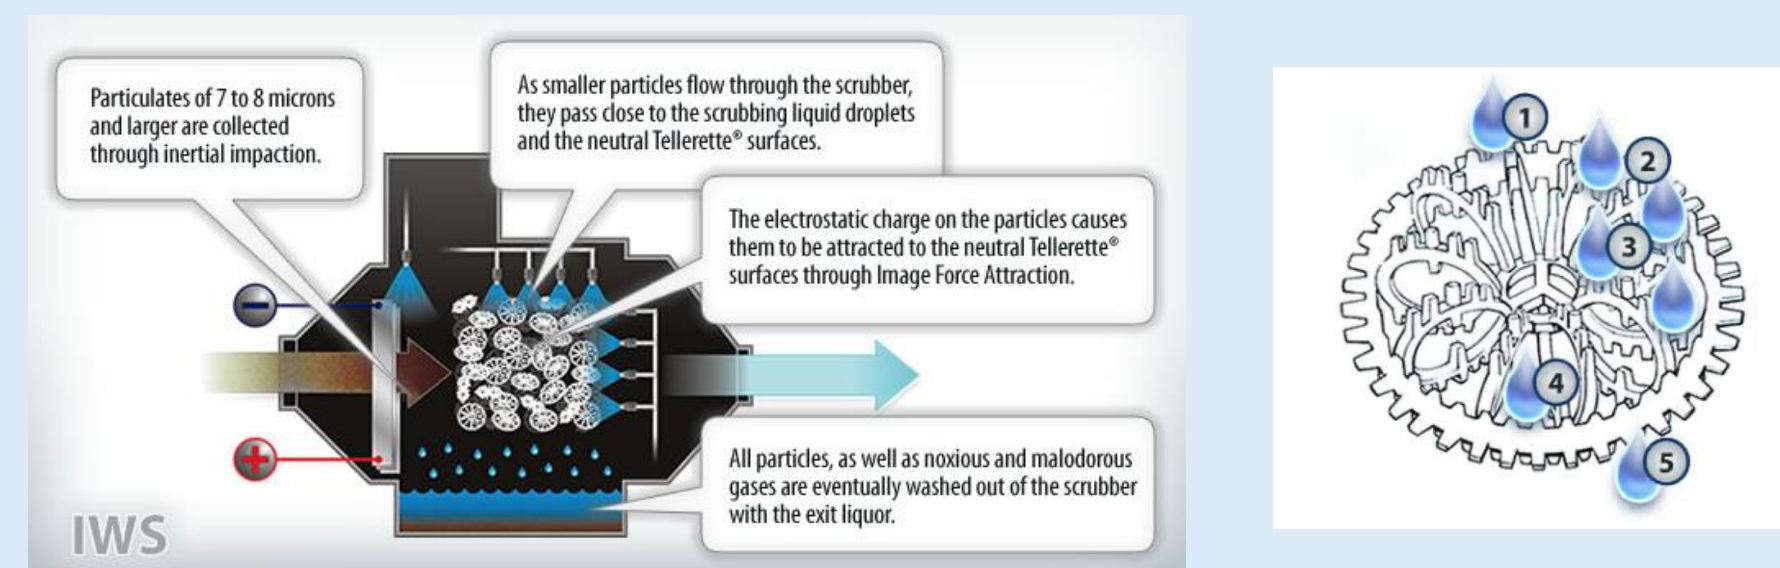 Particulates of 7 to 8 microns
and larger are collected
through inertial impaction.
As smaller particles flow through the scrubber,
they pass close to the scrubbing liquid droplets
and the neutral Tellerette® surfaces.
The electrostatic charge on the particles causes
them to be attracted to the neutral Tellerette®
surfaces through Image Force Attraction.
All particles, as well as noxious and malodorous
gases are eventually washed out of the scrubber
with the exit liquor.
IWS
1
2
3
4
5